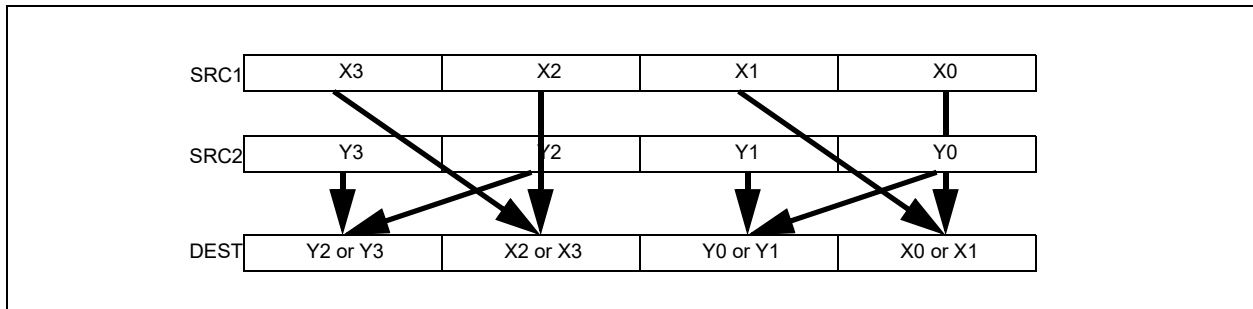 SRC1 X3 X2 X1 X0
SRC2 Y3 Y2 Y1 Y0
DEST Y2 or Y3 X2 or X3 Y0 or Y1 X0 or X1